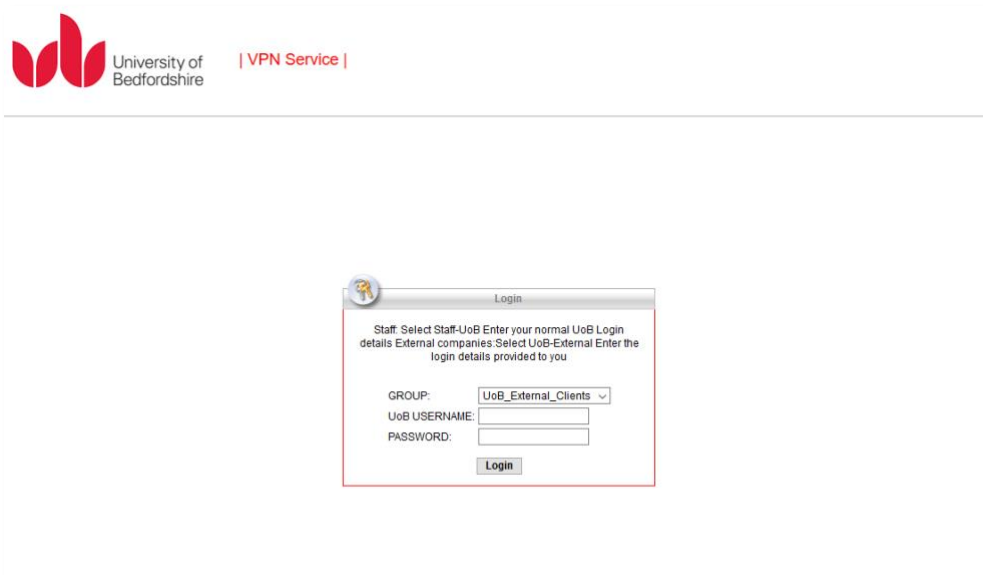 University of
Bedfordshire
| VPN Service |
Login
Staff: Select Staff-UoB Enter your normal UoB Login
details External companies:Select UoB-External Enter the
login details provided to you
GROUP: UoB_External_Clients
UoB USERNAME:
PASSWORD:
Login